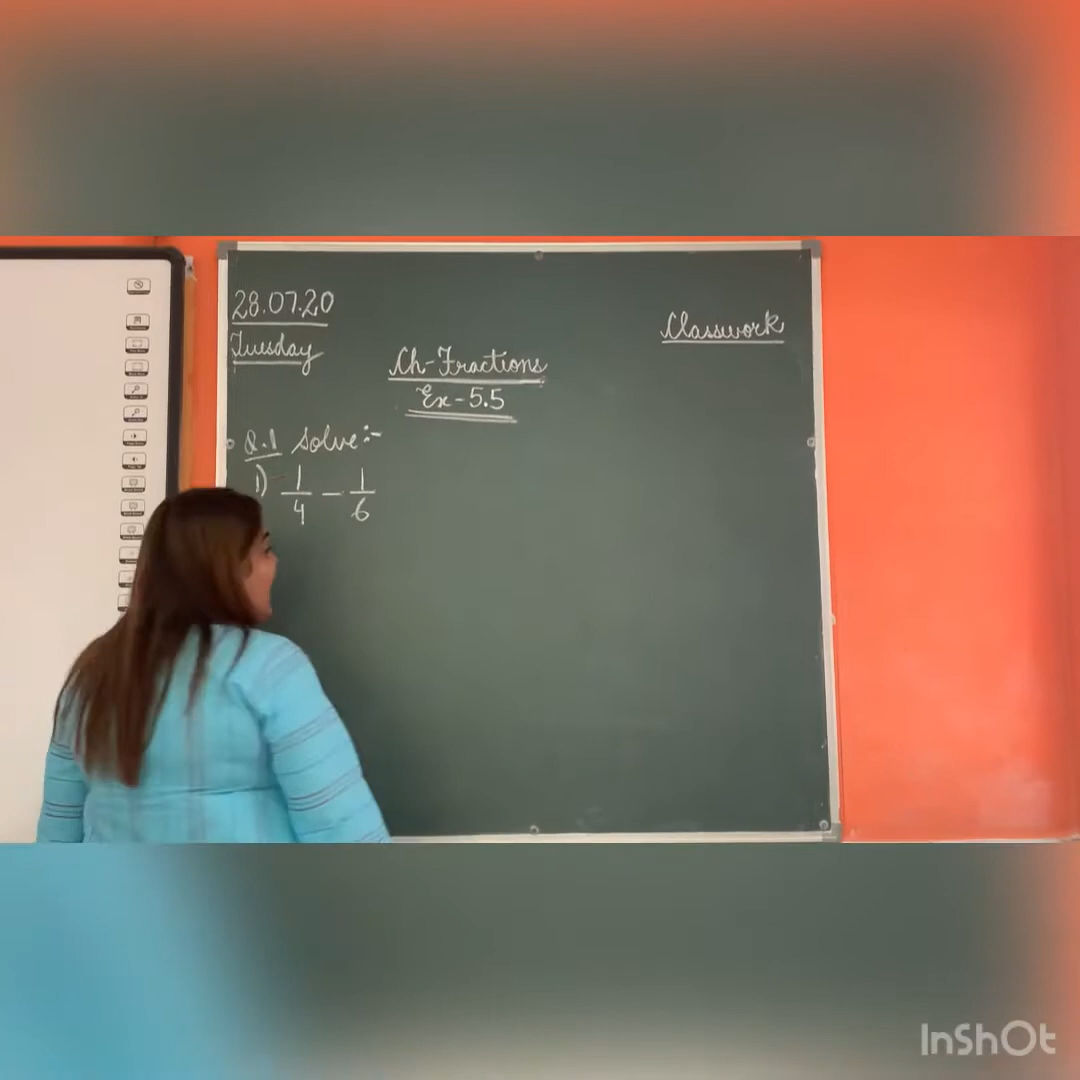 28.07.20
Classwork
Tuesday
Ch-Fractions
Ex-5.5
Q.1 Solve:-
1) 1/4 - 1/6
InShOt